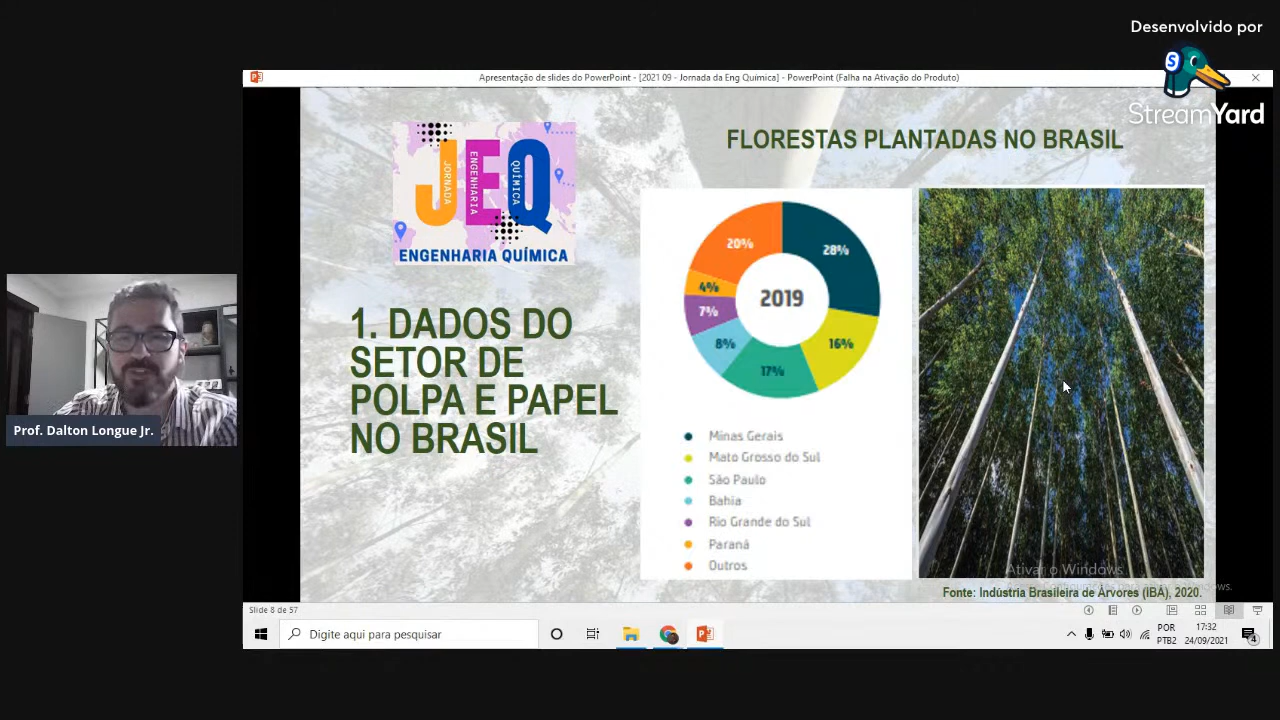 Desenvolvido por
StreamYard
Apresentação de slides do PowerPoint - [2021 09 - Jornada da Eng Química] - PowerPoint (Falha na Ativação do Produto)
JEQ
JORNADA
ENGENHARIA
QUÍMICA
ENGENHARIA QUÍMICA
FLORESTAS PLANTADAS NO BRASIL
1. DADOS DO
SETOR DE
POLPA E PAPEL
NO BRASIL
20%
28%
4%
2019
7%
8%
16%
17%
Minas Gerais
Mato Grosso do Sul
São Paulo
Bahia
Rio Grande do Sul
Paraná
Outros
Prof. Dalton Longue Jr.
Ativar o Windows
Fonte: Indústria Brasileira de Árvores (IBÁ), 2020.
Slide 8 de 57
Digite aqui para pesquisar
POR
PTB2
17:32
24/09/2021
4